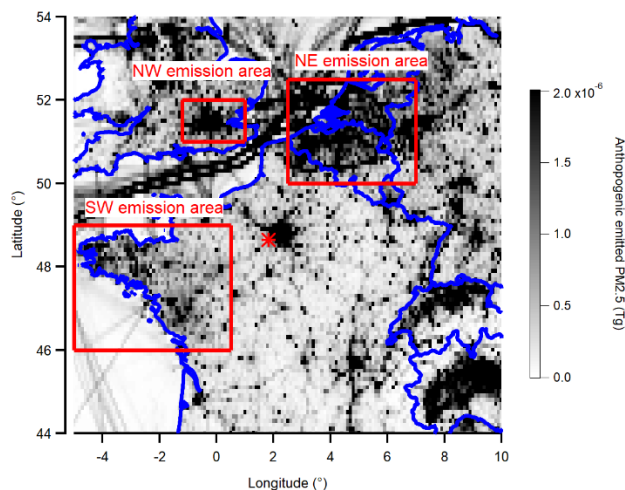 54
52
50
48
46
44
Latitude (°)
NW emission area
NE emission area
SW emission area
-4
-2
0
2
4
6
8
10
Longitude (°)
2.0 x10-6
1.5
1.0
0.5
0.0
Anthopogenic emitted PM2.5 (Tg)